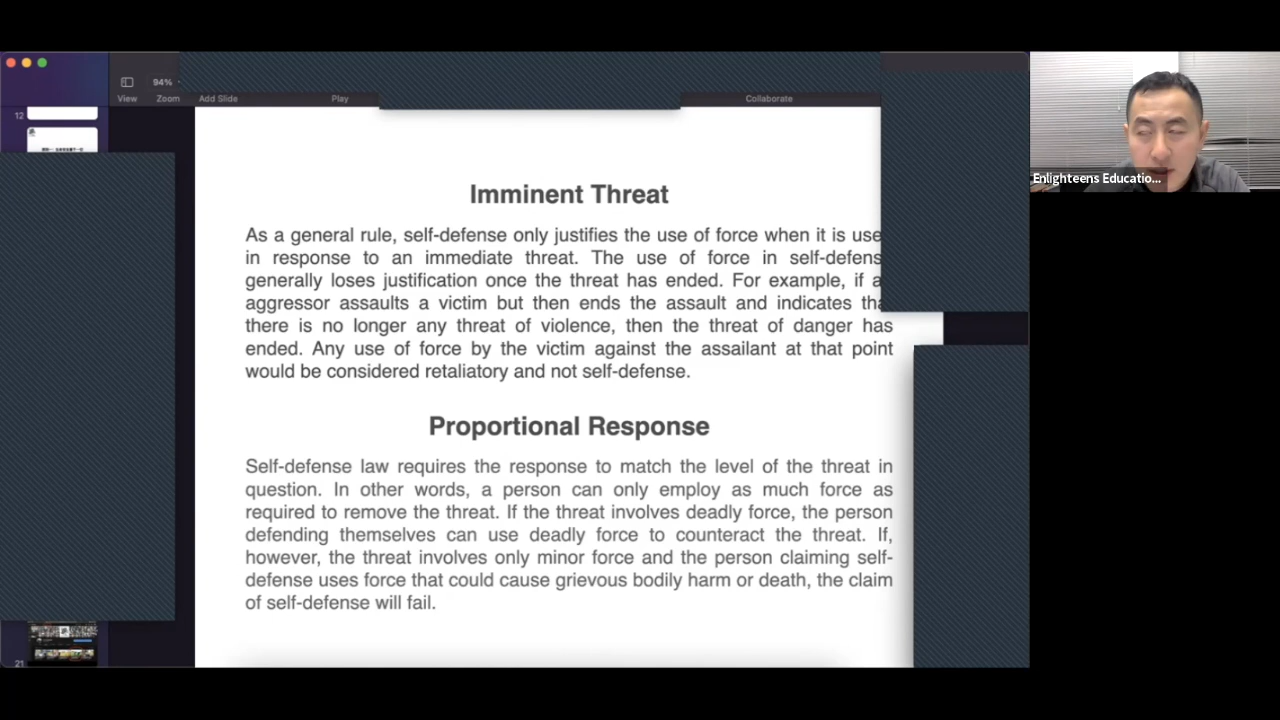 94%
View
Zoom
Add Slide
Play
Collaborate
12
Imminent Threat
As a general rule, self-defense only justifies the use of force when it is use
in response to an immediate threat. The use of force in self-defens
generally loses justification once the threat has ended. For example, if a
aggressor assaults a victim but then ends the assault and indicates tha
there is no longer any threat of violence, then the threat of danger has
ended. Any use of force by the victim against the assailant at that point
would be considered retaliatory and not self-defense.
Proportional Response
Self-defense law requires the response to match the level of the threat in
question. In other words, a person can only employ as much force as
required to remove the threat. If the threat involves deadly force, the person
defending themselves can use deadly force to counteract the threat. If,
however, the threat involves only minor force and the person claiming self-
defense uses force that could cause grievous bodily harm or death, the claim
of self-defense will fail.
21
Enlighteens Educatio...